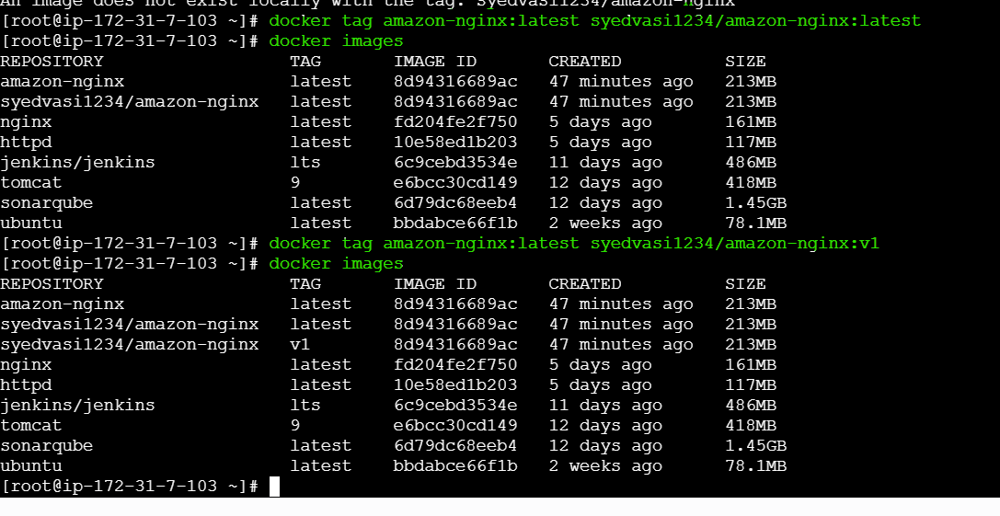 An image does not exist locally with the tag: syedvasi1234/amazon-nginx
[root@ip-172-31-7-103 ~]# docker tag amazon-nginx:latest syedvasi1234/amazon-nginx:latest
[root@ip-172-31-7-103 ~]# docker images
REPOSITORY                  TAG       IMAGE ID       CREATED          SIZE
amazon-nginx                latest    8d94316689ac   47 minutes ago   213MB
syedvasi1234/amazon-nginx   latest    8d94316689ac   47 minutes ago   213MB
nginx                       latest    fd204fe2f750   5 days ago       161MB
httpd                       latest    10e58ed1b203   5 days ago       117MB
jenkins/jenkins             lts       6c9cebd3534e   11 days ago      486MB
tomcat                      9         e6bcc30cd149   12 days ago      418MB
sonarqube                   latest    6d79dc68eeb4   12 days ago      1.45GB
ubuntu                      latest    bbdabce66f1b   2 weeks ago      78.1MB
[root@ip-172-31-7-103 ~]# docker tag amazon-nginx:latest syedvasi1234/amazon-nginx:v1
[root@ip-172-31-7-103 ~]# docker images
REPOSITORY                  TAG       IMAGE ID       CREATED          SIZE
amazon-nginx                latest    8d94316689ac   47 minutes ago   213MB
syedvasi1234/amazon-nginx   latest    8d94316689ac   47 minutes ago   213MB
syedvasi1234/amazon-nginx   v1        8d94316689ac   47 minutes ago   213MB
nginx                       latest    fd204fe2f750   5 days ago       161MB
httpd                       latest    10e58ed1b203   5 days ago       117MB
jenkins/jenkins             lts       6c9cebd3534e   11 days ago      486MB
tomcat                      9         e6bcc30cd149   12 days ago      418MB
sonarqube                   latest    6d79dc68eeb4   12 days ago      1.45GB
ubuntu                      latest    bbdabce66f1b   2 weeks ago      78.1MB
[root@ip-172-31-7-103 ~]#